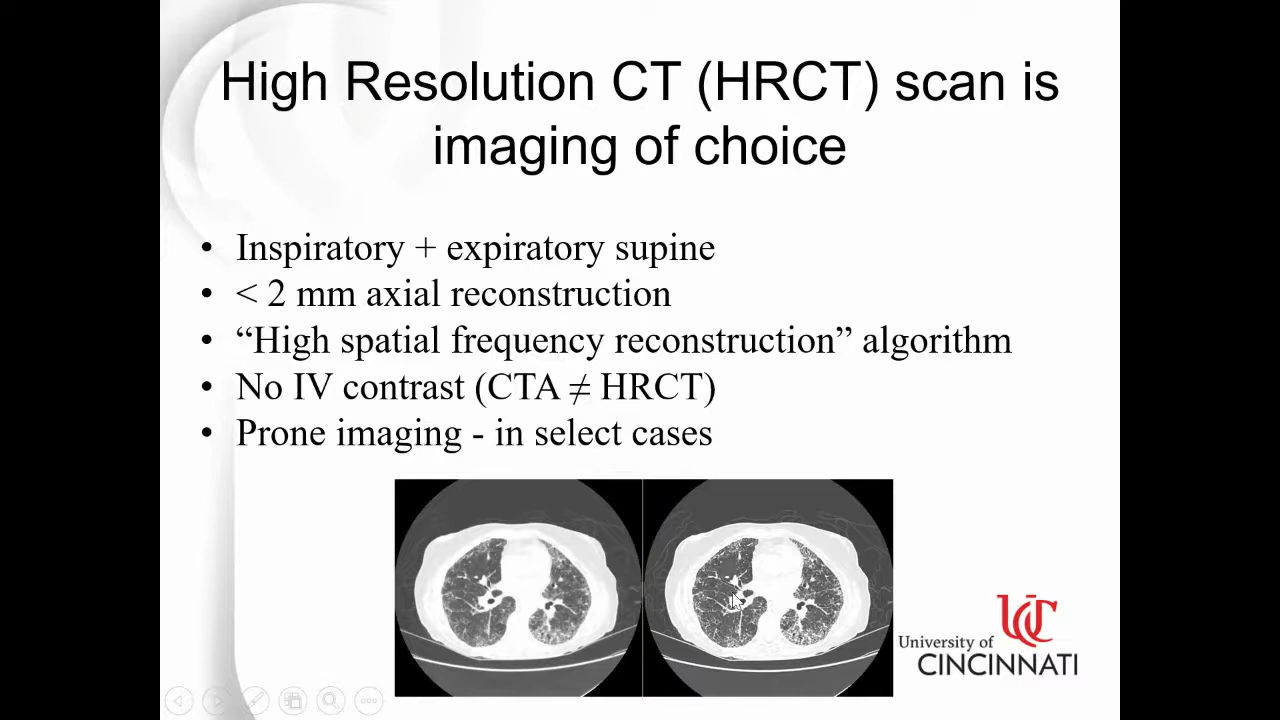 High Resolution CT (HRCT) scan is
imaging of choice
• Inspiratory + expiratory supine
• < 2 mm axial reconstruction
• “High spatial frequency reconstruction” algorithm
• No IV contrast (CTA ≠ HRCT)
• Prone imaging - in select cases
UC
University of
CINCINNATI